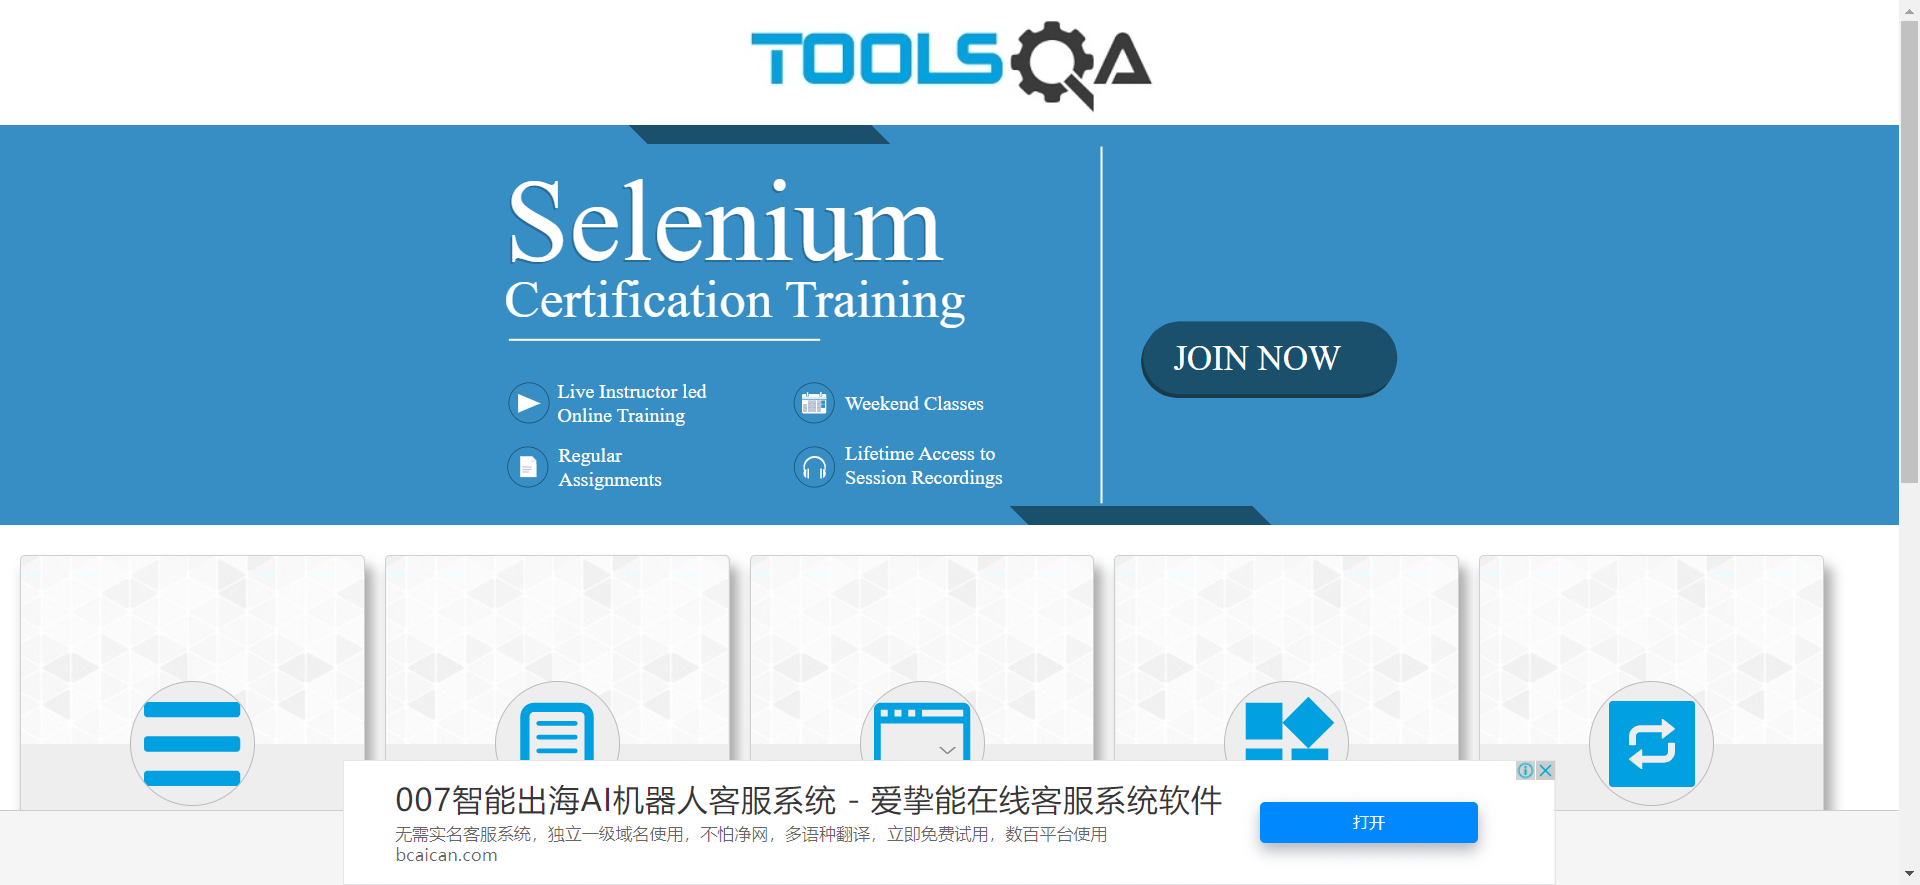 TOOLSQA
Selenium
Certification Training
Live Instructor led
Online Training
Weekend Classes
Regular
Assignments
Lifetime Access to
Session Recordings
JOIN NOW
007智能出海AI机器人客服系统 - 爱挚能在线客服系统软件
无需实名客服系统，独立一级域名使用，不怕净网，多语种翻译，立即免费试用，数百平台使用
bcaican.com
打开